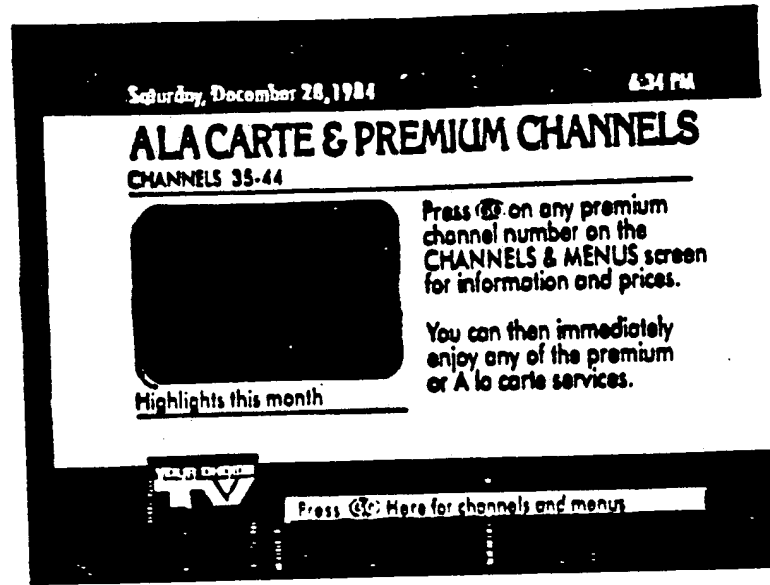 Saturday, December 28, 1984
6:34 PM
ALA CARTE & PREMIUM CHANNELS
CHANNELS 35-44
Press on any premium
channel number on the
CHANNELS & MENUS screen
for information and prices.
You can then immediately
enjoy any of the premium
or A la carte services.
Highlights this month
YOUR CHOICE
TV
Press Here for channels and menus